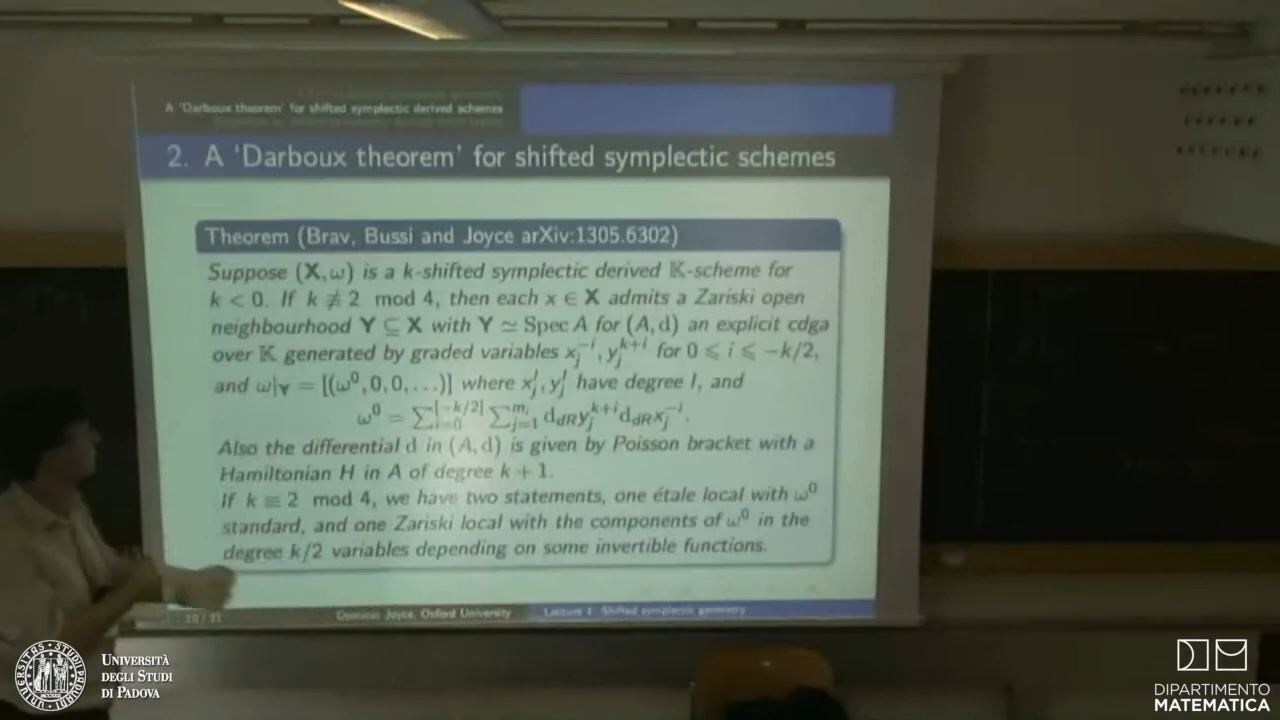 A 'Darboux theorem' for shifted symplectic derived schemes
2. A 'Darboux theorem' for shifted symplectic schemes
Theorem (Brav, Bussi and Joyce arXiv:1305.6302)
Suppose (X, ω) is a k-shifted symplectic derived 𝕂-scheme for
k < 0. If k ≢ 2 mod 4, then each x ∈ X admits a Zariski open
neighbourhood Y ⊆ X with Y ≃ Spec A for (A, d) an explicit cdga
over 𝕂 generated by graded variables x_j^{-i}, y_j^{k+i} for 0 ⩽ i ⩽ −k/2,
and ω|_Y = [(ω^0, 0, 0, . . .)] where x_j^l, y_j^l have degree l, and
ω^0 = ∑_{i=0}^{[−k/2]} ∑_{j=1}^{m_i} d_{dR}y_j^{k+i} d_{dR}x_j^{-i}.
Also the differential d in (A, d) is given by Poisson bracket with a
Hamiltonian H in A of degree k + 1.
If k ≡ 2 mod 4, we have two statements, one étale local with ω^0
standard, and one Zariski local with the components of ω^0 in the
degree k/2 variables depending on some invertible functions.
10 / 31 Dominic Joyce, Oxford University Lecture 1: Shifted symplectic geometry
UNIVERSITÀ
DEGLI STUDI
DI PADOVA
DIPARTIMENTO
MATEMATICA